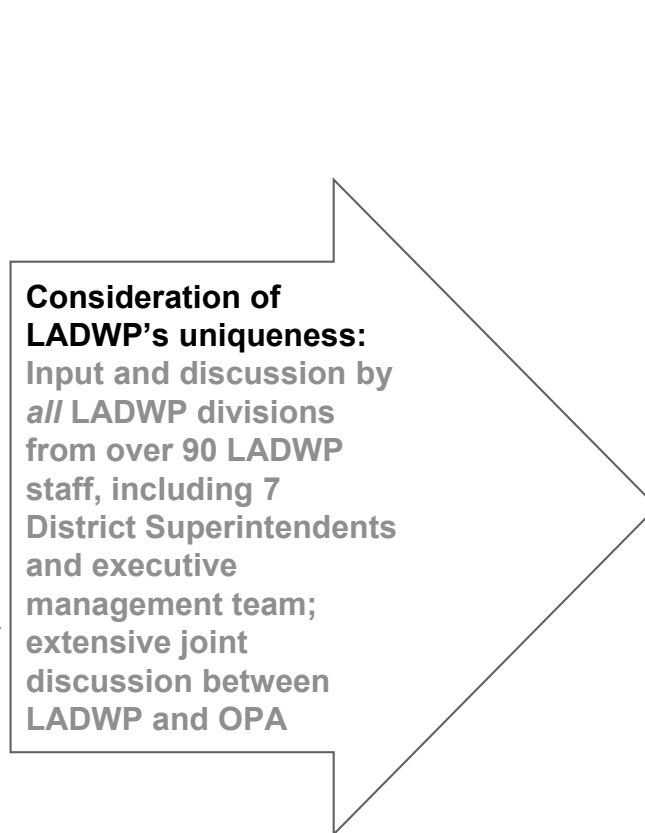 Consideration of
LADWP’s uniqueness:
Input and discussion by
all LADWP divisions
from over 90 LADWP
staff, including 7
District Superintendents
and executive
management team;
extensive joint
discussion between
LADWP and OPA